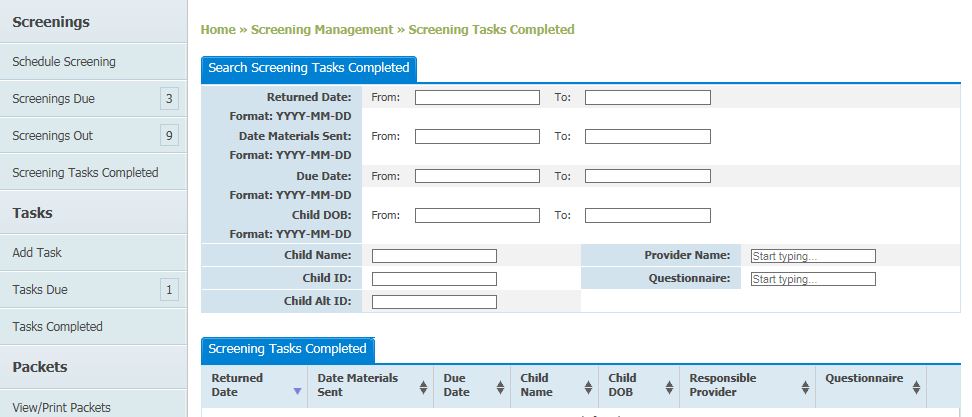 Screenings
Schedule Screening
Screenings Due 3
Screenings Out 9
Screening Tasks Completed
Tasks
Add Task
Tasks Due 1
Tasks Completed
Packets
View/Print Packets
Home » Screening Management » Screening Tasks Completed
Search Screening Tasks Completed
Returned Date: From: To:
Format: YYYY-MM-DD
Date Materials Sent: From: To:
Format: YYYY-MM-DD
Due Date: From: To:
Format: YYYY-MM-DD
Child DOB: From: To:
Format: YYYY-MM-DD
Child Name: Provider Name: Start typing...
Child ID: Questionnaire: Start typing...
Child Alt ID:
Screening Tasks Completed
Returned Date
Date Materials Sent
Due Date
Child Name
Child DOB
Responsible Provider
Questionnaire